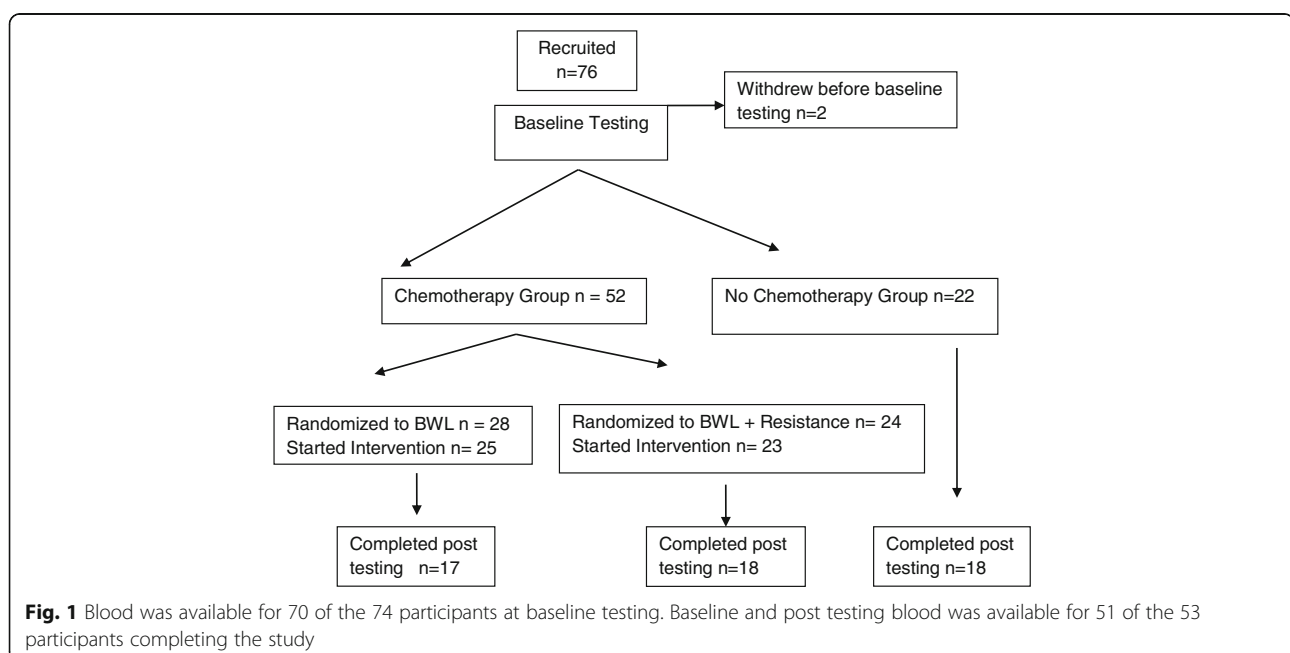 Recruited
n=76
Withdrew before baseline
testing n=2
Baseline Testing
Chemotherapy Group n = 52
No Chemotherapy Group n=22
Randomized to BWL n = 28
Started Intervention n= 25
Randomized to BWL + Resistance n= 24
Started Intervention n= 23
Completed post
testing n=17
Completed post
testing n=18
Completed post
testing n=18
Fig. 1 Blood was available for 70 of the 74 participants at baseline testing. Baseline and post testing blood was available for 51 of the 53
participants completing the study